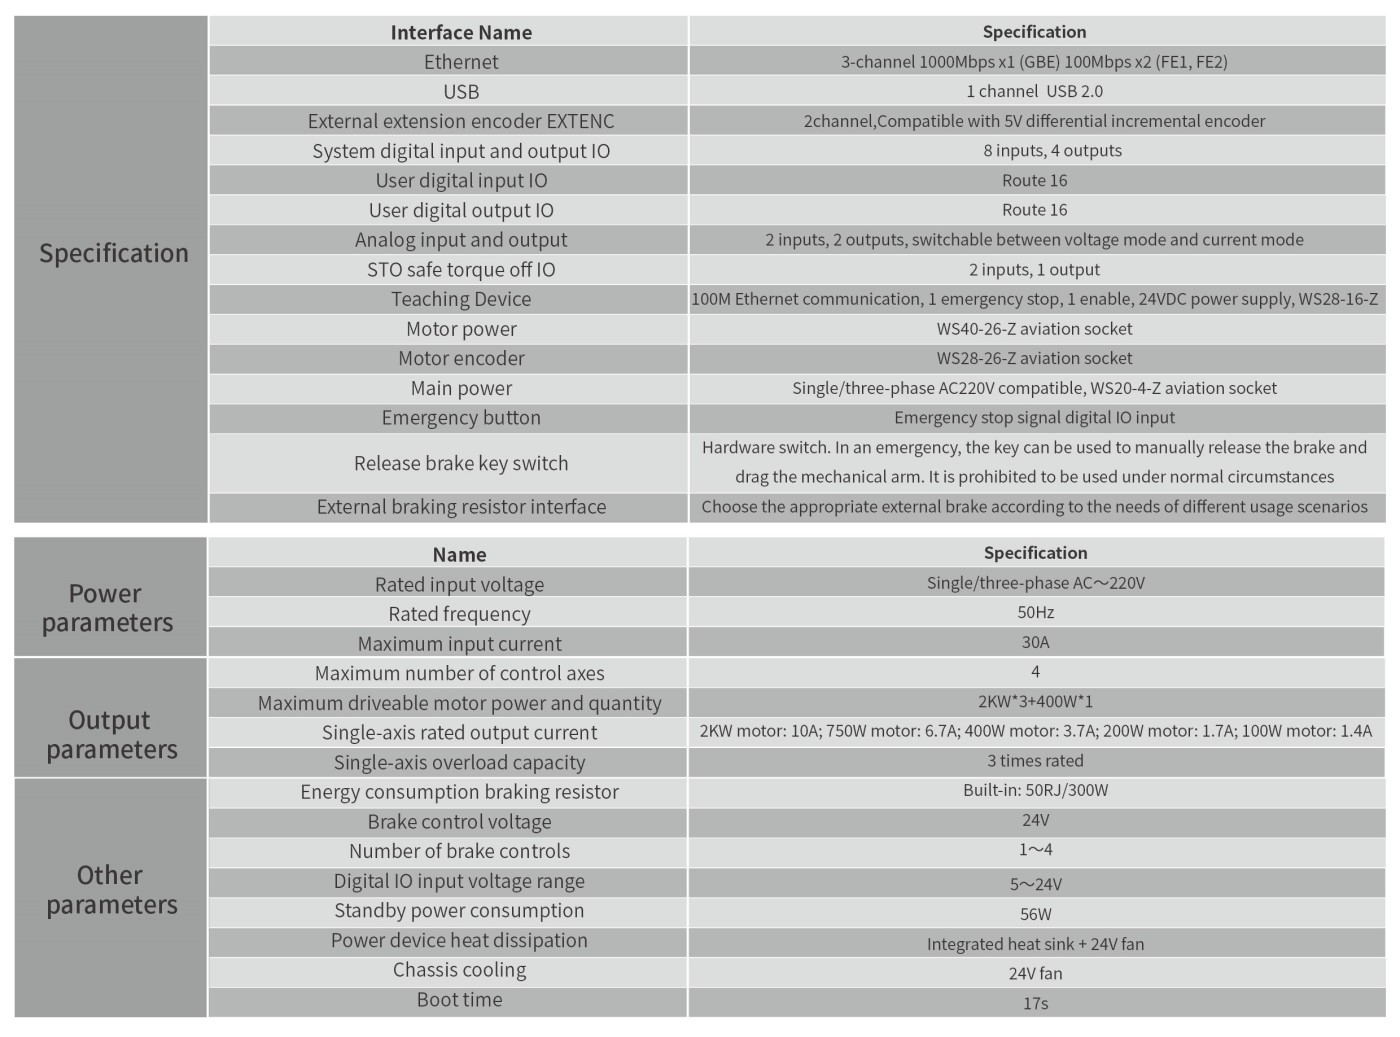 Specification
Interface Name Specification
Ethernet 3-channel 1000Mbps x1 (GBE) 100Mbps x2 (FE1, FE2)
USB 1 channel USB 2.0
External extension encoder EXTENC 2channel,Compatible with 5V differential incremental encoder
System digital input and output IO 8 inputs, 4 outputs
User digital input IO Route 16
User digital output IO Route 16
Analog input and output 2 inputs, 2 outputs, switchable between voltage mode and current mode
STO safe torque off IO 2 inputs, 1 output
Teaching Device 100M Ethernet communication, 1 emergency stop, 1 enable, 24VDC power supply, WS28-16-Z
Motor power WS40-26-Z aviation socket
Motor encoder WS28-26-Z aviation socket
Main power Single/three-phase AC220V compatible, WS20-4-Z aviation socket
Emergency button Emergency stop signal digital IO input
Release brake key switch Hardware switch. In an emergency, the key can be used to manually release the brake and
drag the mechanical arm. It is prohibited to be used under normal circumstances
External braking resistor interface Choose the appropriate external brake according to the needs of different usage scenarios
Name Specification
Power
parameters
Rated input voltage Single/three-phase AC~220V
Rated frequency 50Hz
Maximum input current 30A
Output
parameters
Maximum number of control axes 4
Maximum driveable motor power and quantity 2KW*3+400W*1
Single-axis rated output current 2KW motor: 10A; 750W motor: 6.7A; 400W motor: 3.7A; 200W motor: 1.7A; 100W motor: 1.4A
Single-axis overload capacity 3 times rated
Other
parameters
Energy consumption braking resistor Built-in: 50RJ/300W
Brake control voltage 24V
Number of brake controls 1~4
Digital IO input voltage range 5~24V
Standby power consumption 56W
Power device heat dissipation Integrated heat sink + 24V fan
Chassis cooling 24V fan
Boot time 17s